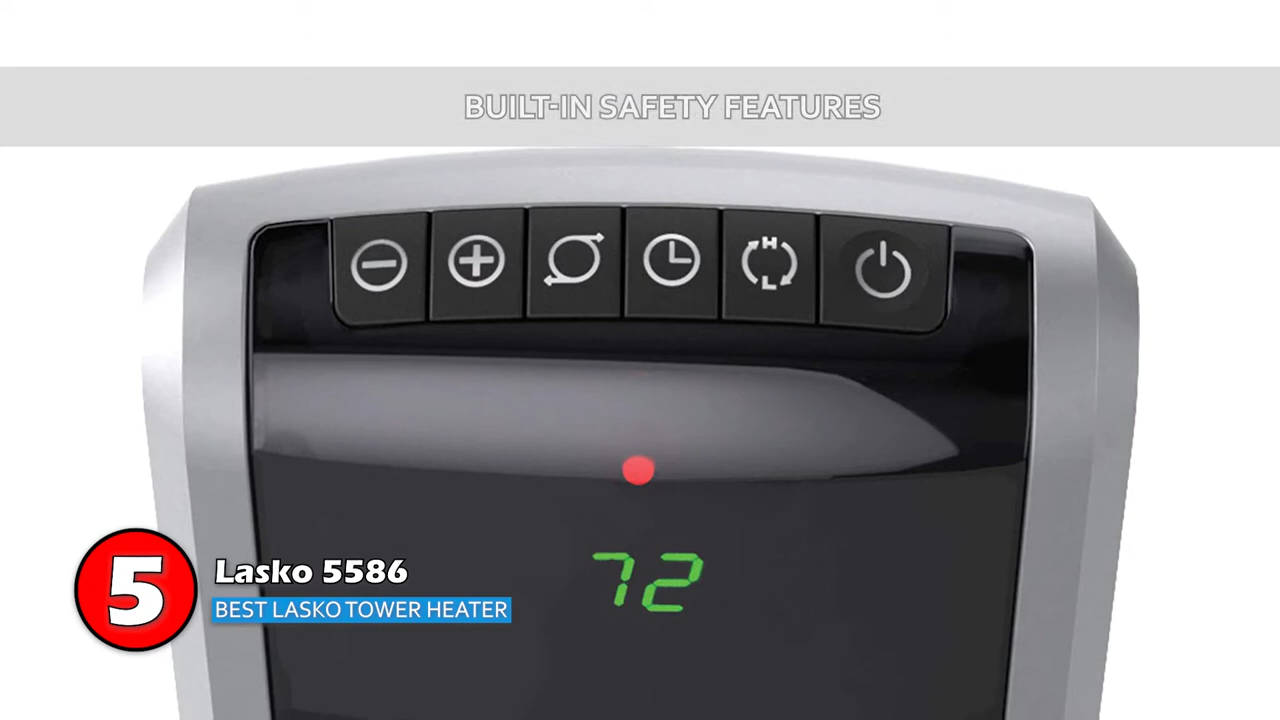 BUILT-IN SAFETY FEATURES
H
L
72
5
Lasko 5586
BEST LASKO TOWER HEATER